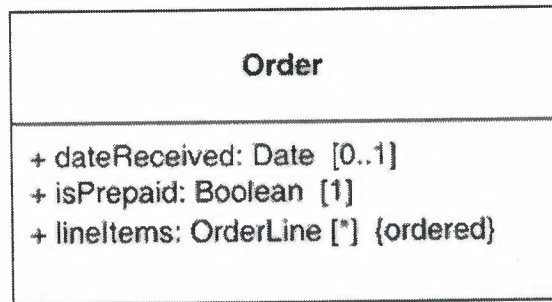 Order
+ dateReceived: Date [0..1]
+ isPrepaid: Boolean [1]
+ lineItems: OrderLine [*] {ordered}